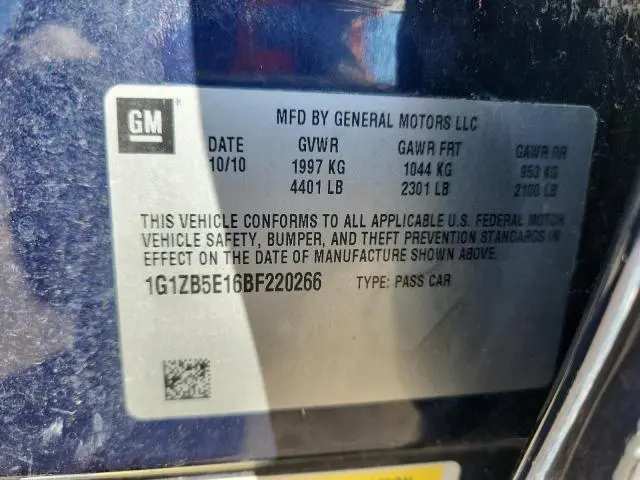 GM®
MFD BY GENERAL MOTORS LLC
DATE GVWR GAWR FRT GAWR RR
10/10 1997 KG 1044 KG 953 KG
4401 LB 2301 LB 2100 LB
THIS VEHICLE CONFORMS TO ALL APPLICABLE U.S. FEDERAL MOTOR
VEHICLE SAFETY, BUMPER, AND THEFT PREVENTION STANDARDS IN
EFFECT ON THE DATE OF MANUFACTURE SHOWN ABOVE.
1G1ZB5E16BF220266 TYPE: PASS CAR